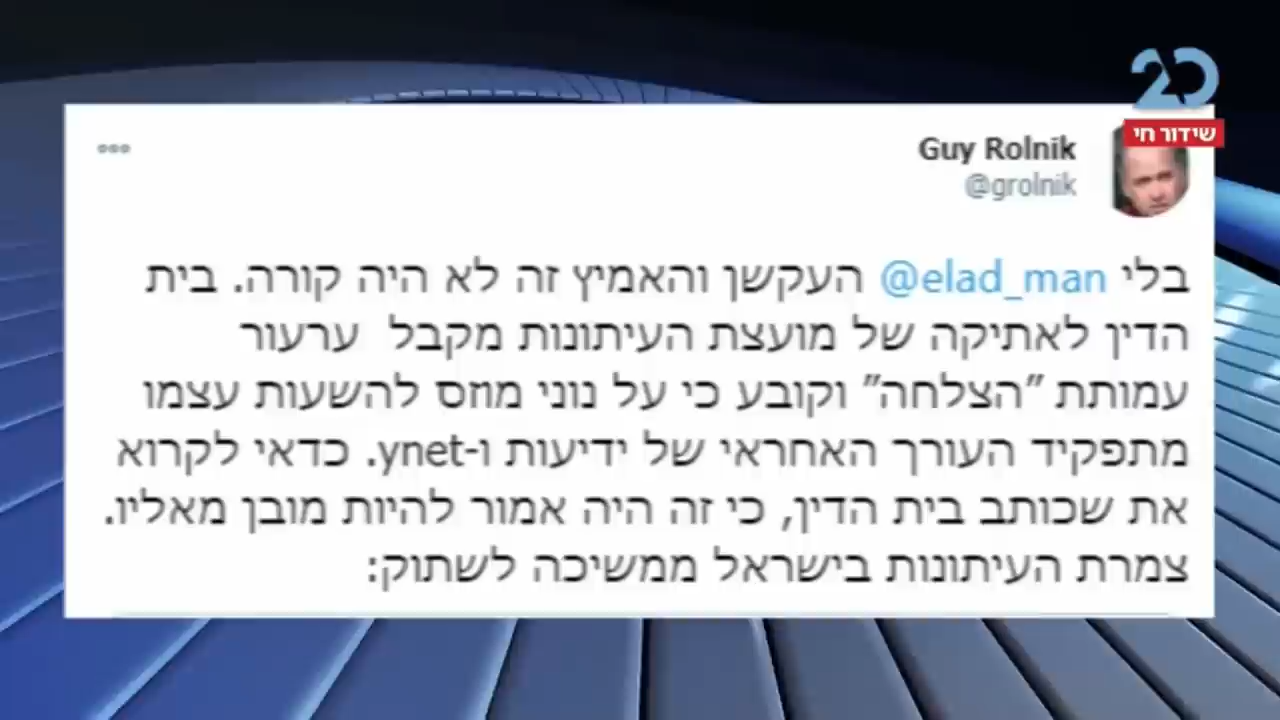 20
שידור חי
Guy Rolnik
@grolnik
בלי @elad_man העקשן והאמיץ זה לא היה קורה. בית
הדין לאתיקה של מועצת העיתונות מקבל ערעור
עמותת "הצלחה" וקובע כי על נוני מוזס להשעות עצמו
מתפקיד העורך האחראי של ידיעות ו-ynet. כדאי לקרוא
את שכותב בית הדין, כי זה היה אמור להיות מובן מאליו.
צמרת העיתונות בישראל ממשיכה לשתוק: